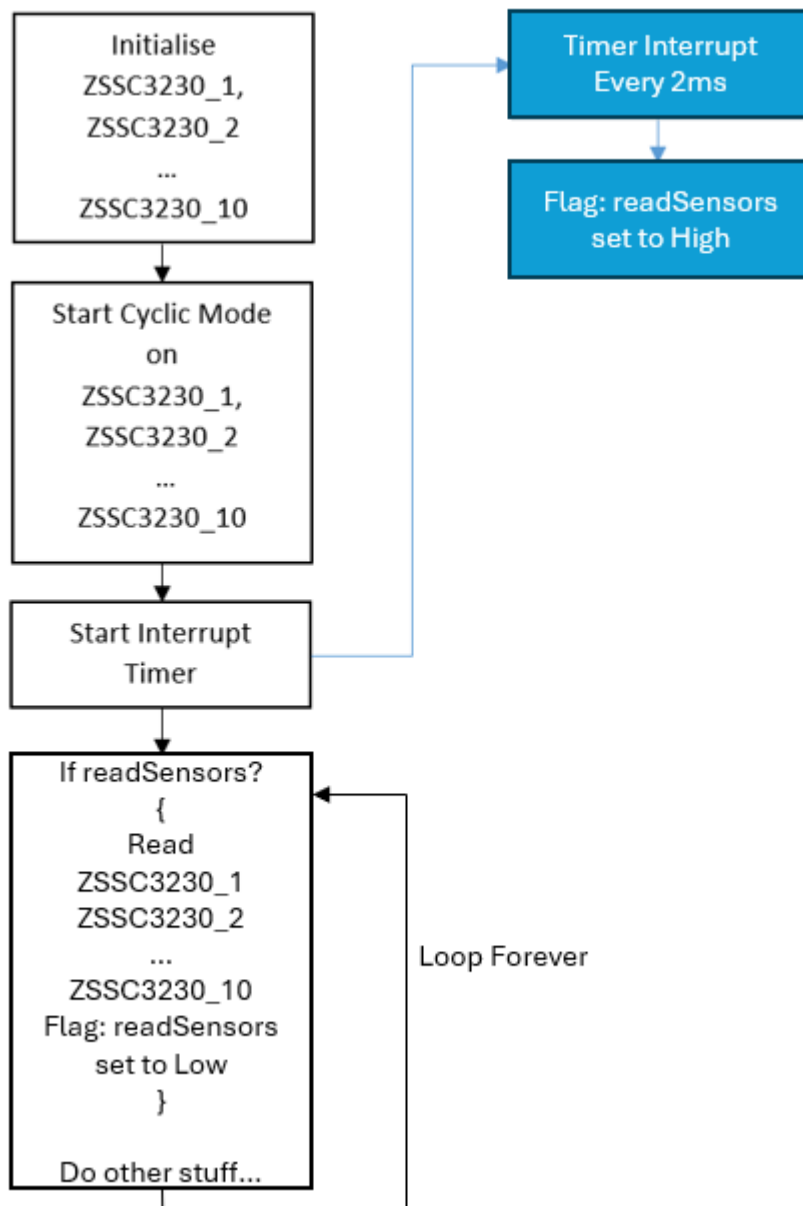 Initialise
ZSSC3230_1,
ZSSC3230_2
...
ZSSC3230_10
Start Cyclic Mode
on
ZSSC3230_1,
ZSSC3230_2
...
ZSSC3230_10
Start Interrupt
Timer
Timer Interrupt
Every 2ms
Flag: readSensors
set to High
If readSensors?
{
Read
ZSSC3230_1
ZSSC3230_2
...
ZSSC3230_10
Flag: readSensors
set to Low
}
Do other stuff...
Loop Forever